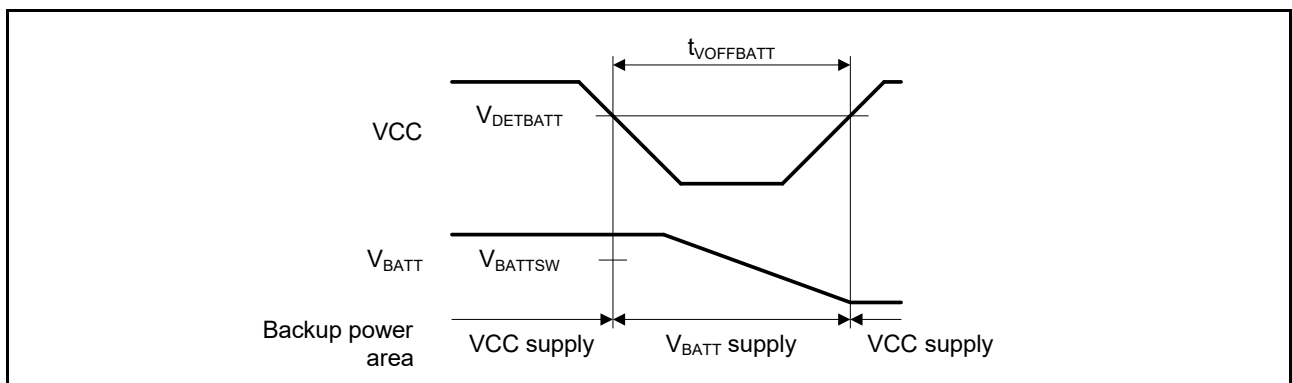 tVOFFBATT
VCC
VDETBATT
VBATT
VBATTSW
Backup power
area
VCC supply
VBATT supply
VCC supply